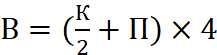 В = (К/2 + П) × 4